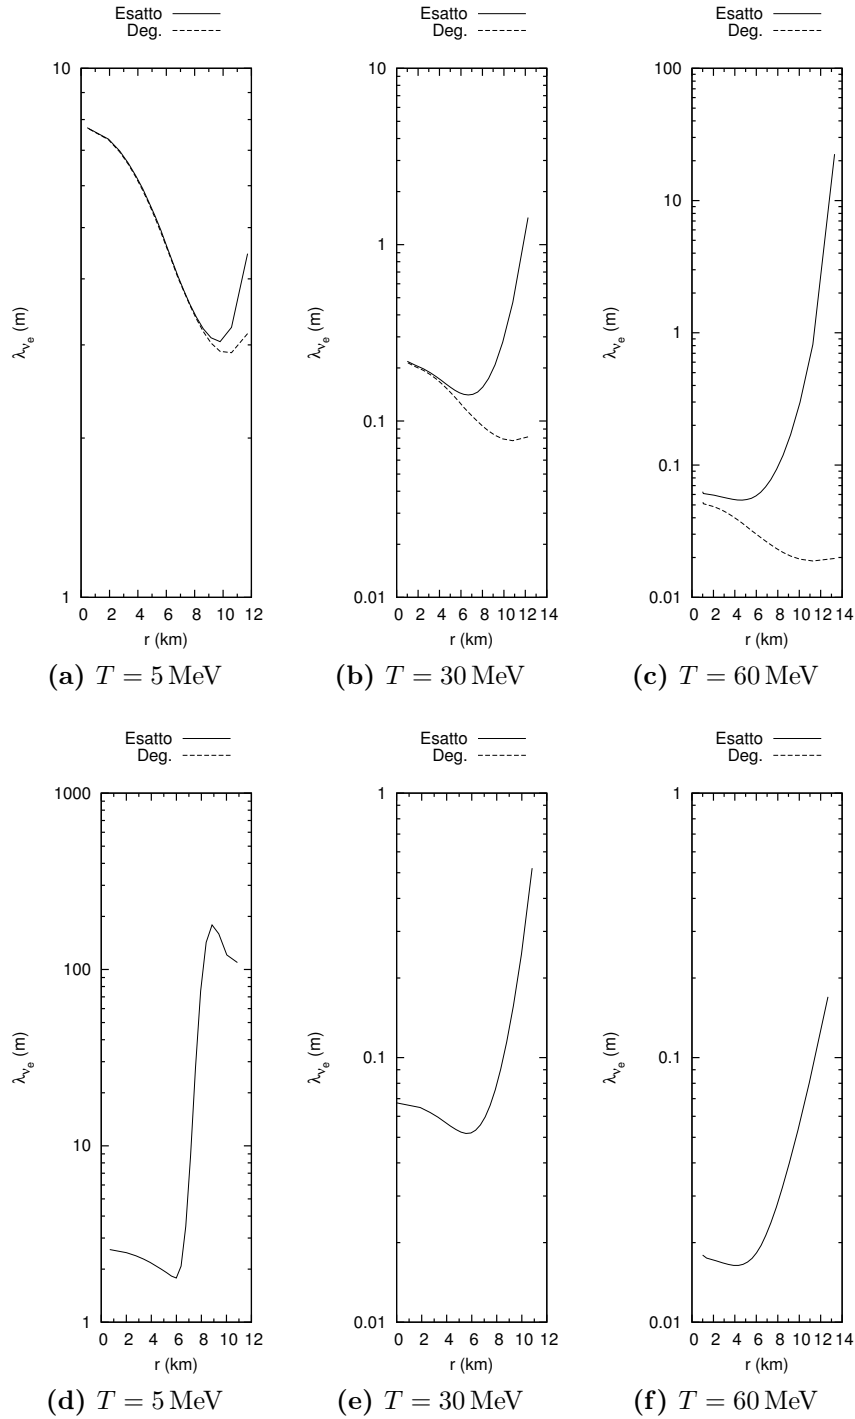 Esatto
Deg.
10
1
λνe (m)
0 2 4 6 8 10 12
r (km)
(a) T = 5 MeV
Esatto
Deg.
10
1
0.1
0.01
λνe (m)
0 2 4 6 8 10 12 14
r (km)
(b) T = 30 MeV
Esatto
Deg.
100
10
1
0.1
0.01
λνe (m)
0 2 4 6 8 10 12 14
r (km)
(c) T = 60 MeV
Esatto
Deg.
1000
100
10
1
λνe (m)
0 2 4 6 8 10 12
r (km)
(d) T = 5 MeV
Esatto
Deg.
1
0.1
0.01
λνe (m)
0 2 4 6 8 10 12
r (km)
(e) T = 30 MeV
Esatto
Deg.
1
0.1
0.01
λνe (m)
0 2 4 6 8 10 12 14
r (km)
(f) T = 60 MeV